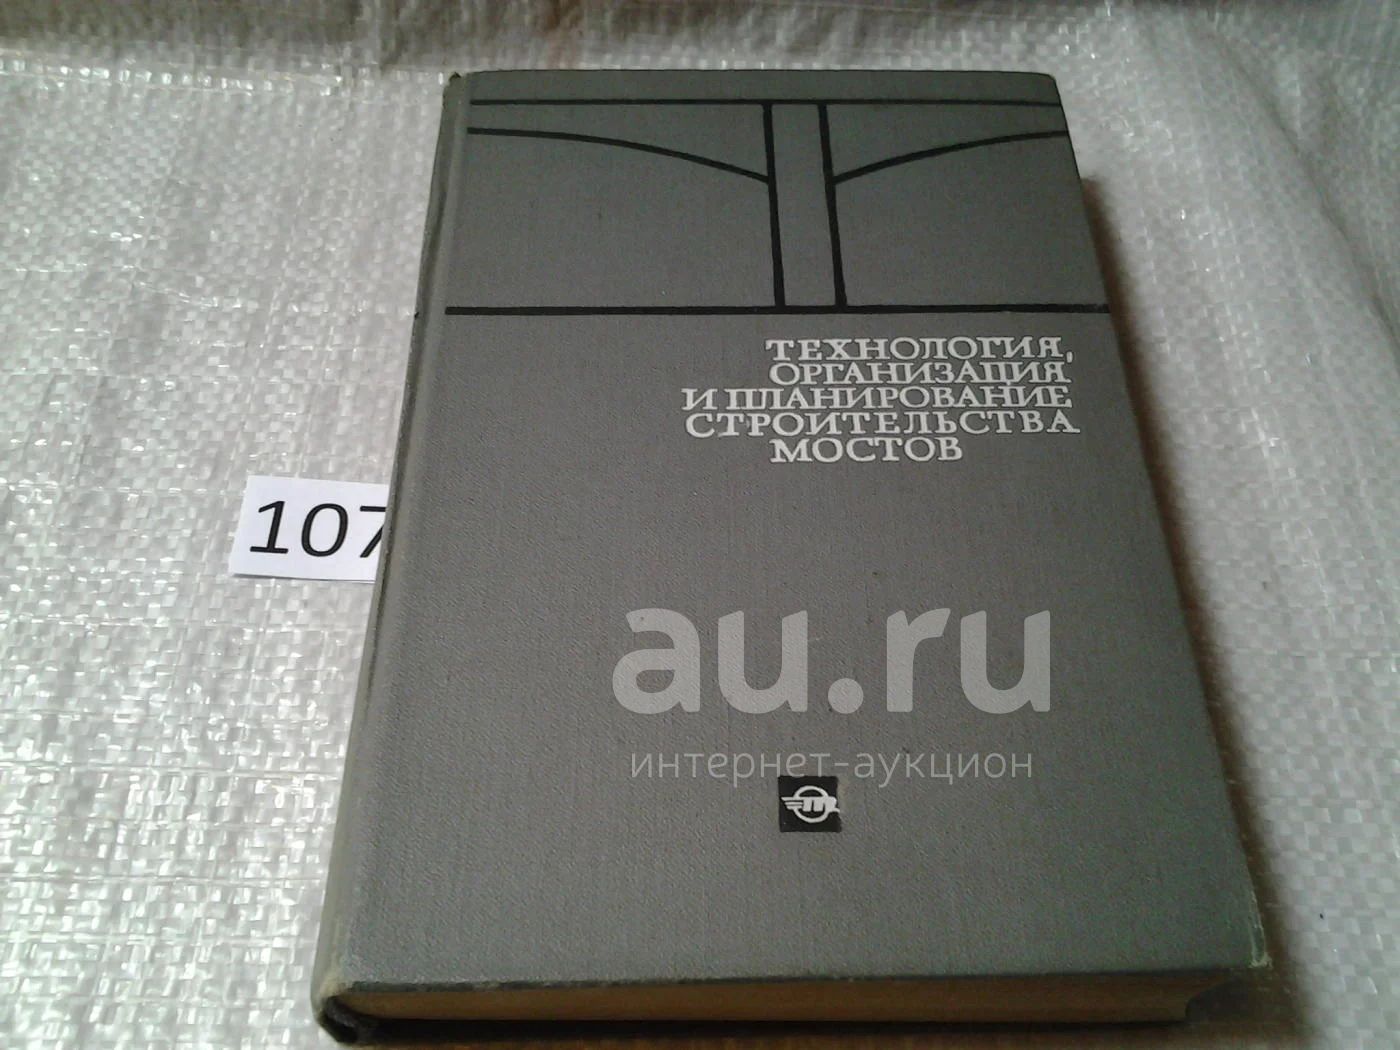 ТЕХНОЛОГИЯ,
ОРГАНИЗАЦИЯ
И ПЛАНИРОВАНИЕ
СТРОИТЕЛЬСТВА
МОСТОВ
107
au.ru
интернет-аукцион